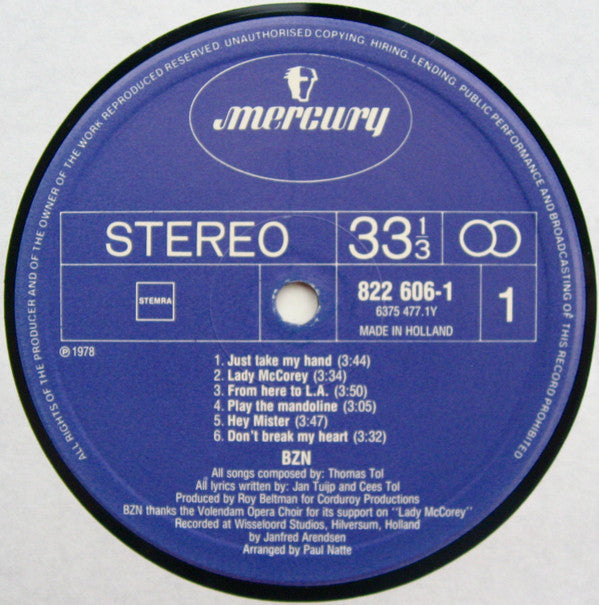 ALL RIGHTS OF THE PRODUCER AND OF THE OWNER OF THE WORK REPRODUCED RESERVED. UNAUTHORISED COPYING, HIRING, LENDING, PUBLIC PERFORMANCE AND BROADCASTING OF THIS RECORD PROHIBITED
mercury
STEREO 33 1/3
STEMRA
822 606-1
6375 477.1Y
MADE IN HOLLAND
1
℗ 1978
1. Just take my hand (3:44)
2. Lady McCorey (3:34)
3. From here to L.A. (3:50)
4. Play the mandoline (3:05)
5. Hey Mister (3:47)
6. Don't break my heart (3:32)
BZN
All songs composed by: Thomas Tol
All lyrics written by: Jan Tuijp and Cees Tol
Produced by Roy Beltman for Corduroy Productions
BZN thanks the Volendam Opera Choir for its support on "Lady McCorey"
Recorded at Wisseloord Studios, Hilversum, Holland
by Janfred Arendsen
Arranged by Paul Natte